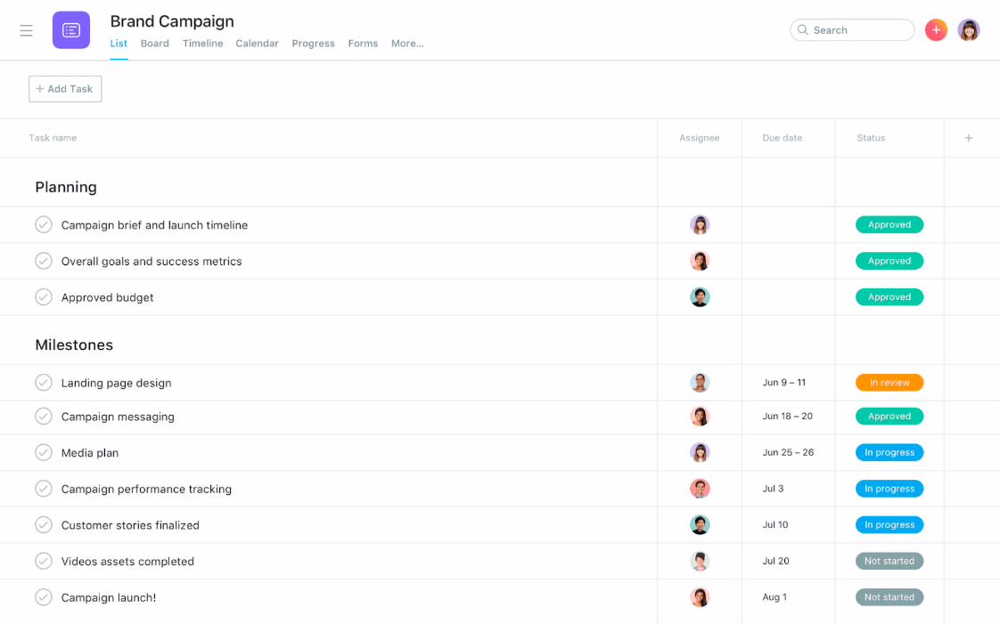 Brand Campaign
List Board Timeline Calendar Progress Forms More...
Search
+ Add Task
Task name Assignee Due date Status +
Planning
Campaign brief and launch timeline Approved
Overall goals and success metrics Approved
Approved budget Approved
Milestones
Landing page design Jun 9 – 11 In review
Campaign messaging Jun 18 – 20 Approved
Media plan Jun 25 – 26 In progress
Campaign performance tracking Jul 3 In progress
Customer stories finalized Jul 10 In progress
Videos assets completed Jul 20 Not started
Campaign launch! Aug 1 Not started